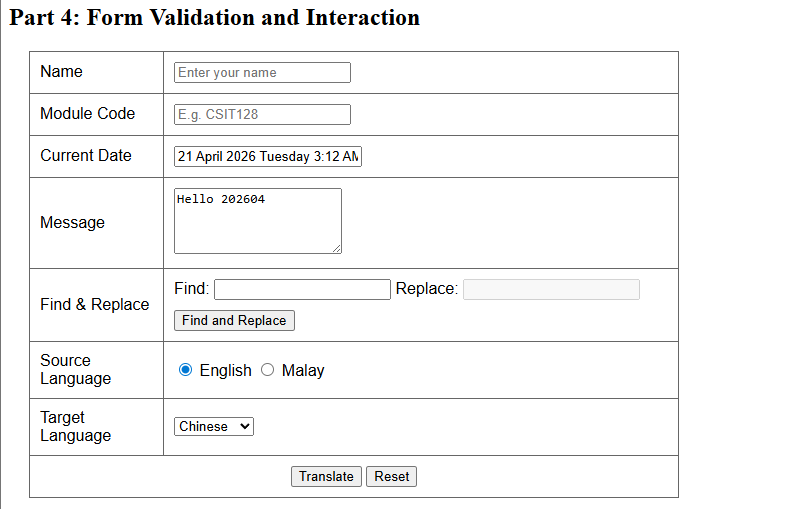 Part 4: Form Validation and Interaction
Name
Enter your name
Module Code
E.g. CSIT128
Current Date
21 April 2026 Tuesday 3:12 AM
Message
Hello 202604
Find & Replace
Find:
Replace:
Find and Replace
Source
Language
English
Malay
Target
Language
Chinese
Translate
Reset